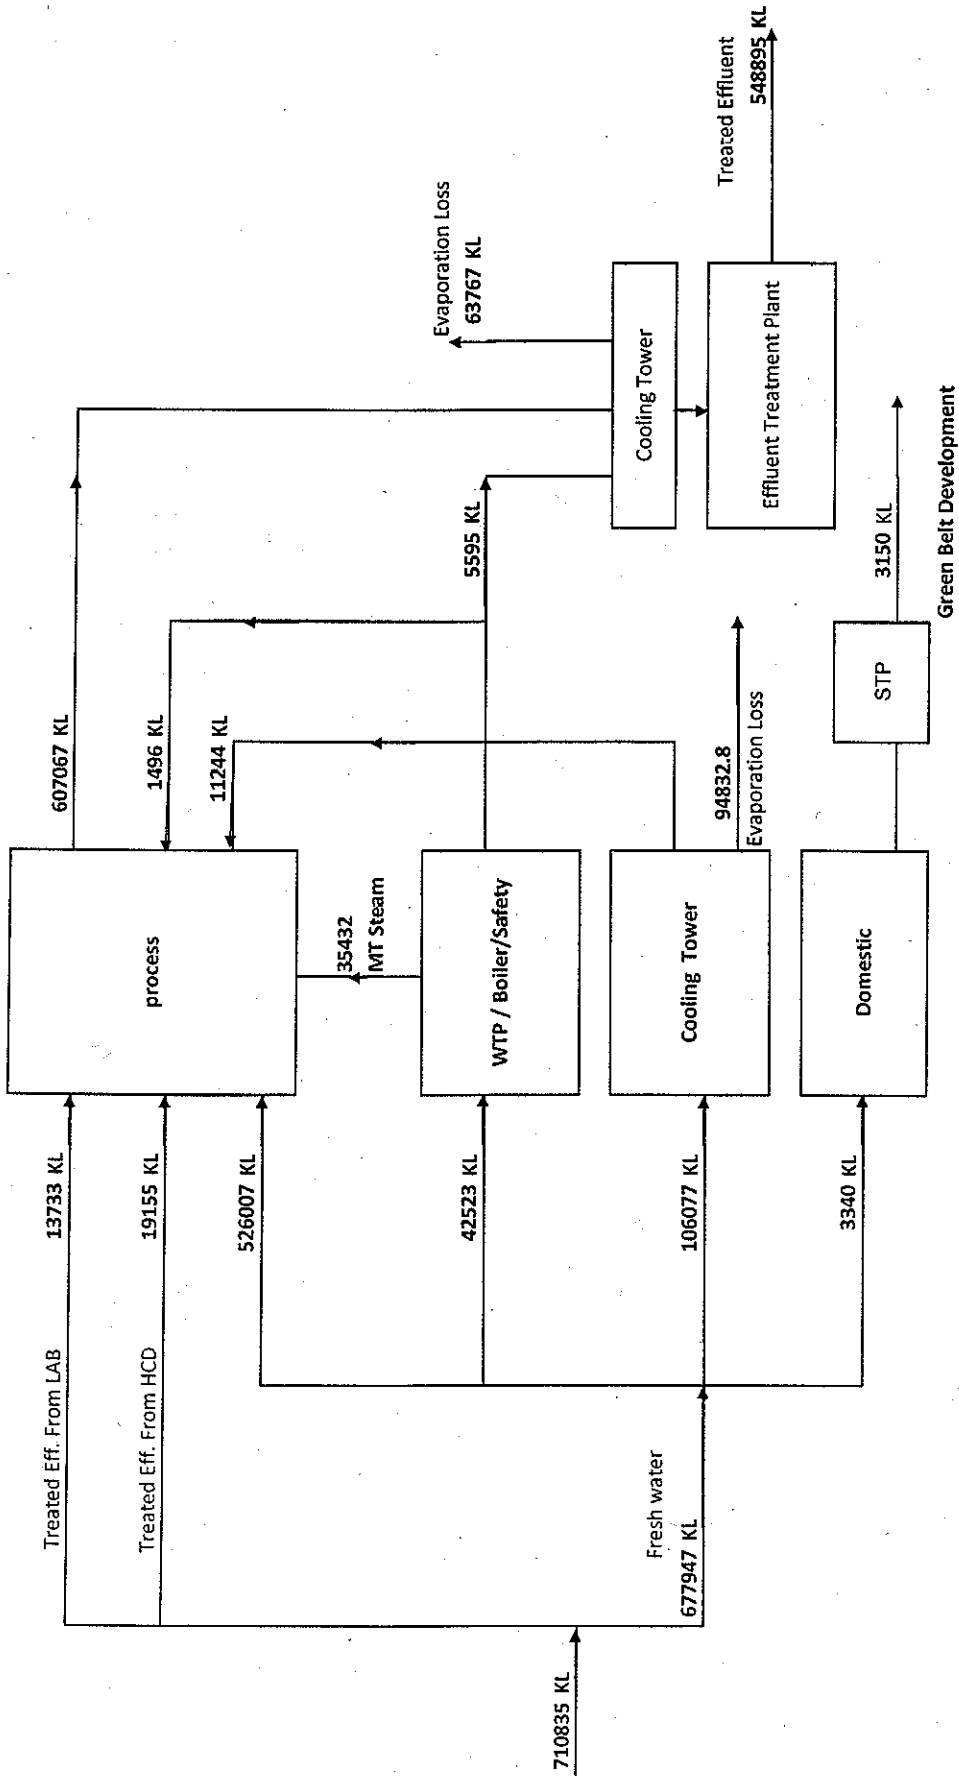 710835 KL
Treated Eff. From LAB
13733 KL
Treated Eff. From HCD
19155 KL
526007 KL
Fresh water
677947 KL
42523 KL
106077 KL
3340 KL
process
35432
MT Steam
WTP / Boiler/Safety
Cooling Tower
Domestic
607067 KL
1496 KL
11244 KL
5595 KL
94832.8
Evaporation Loss
STP
3150 KL
Green Belt Development
Evaporation Loss
63767 KL
Cooling Tower
Effluent Treatment Plant
Treated Effluent
548895 KL